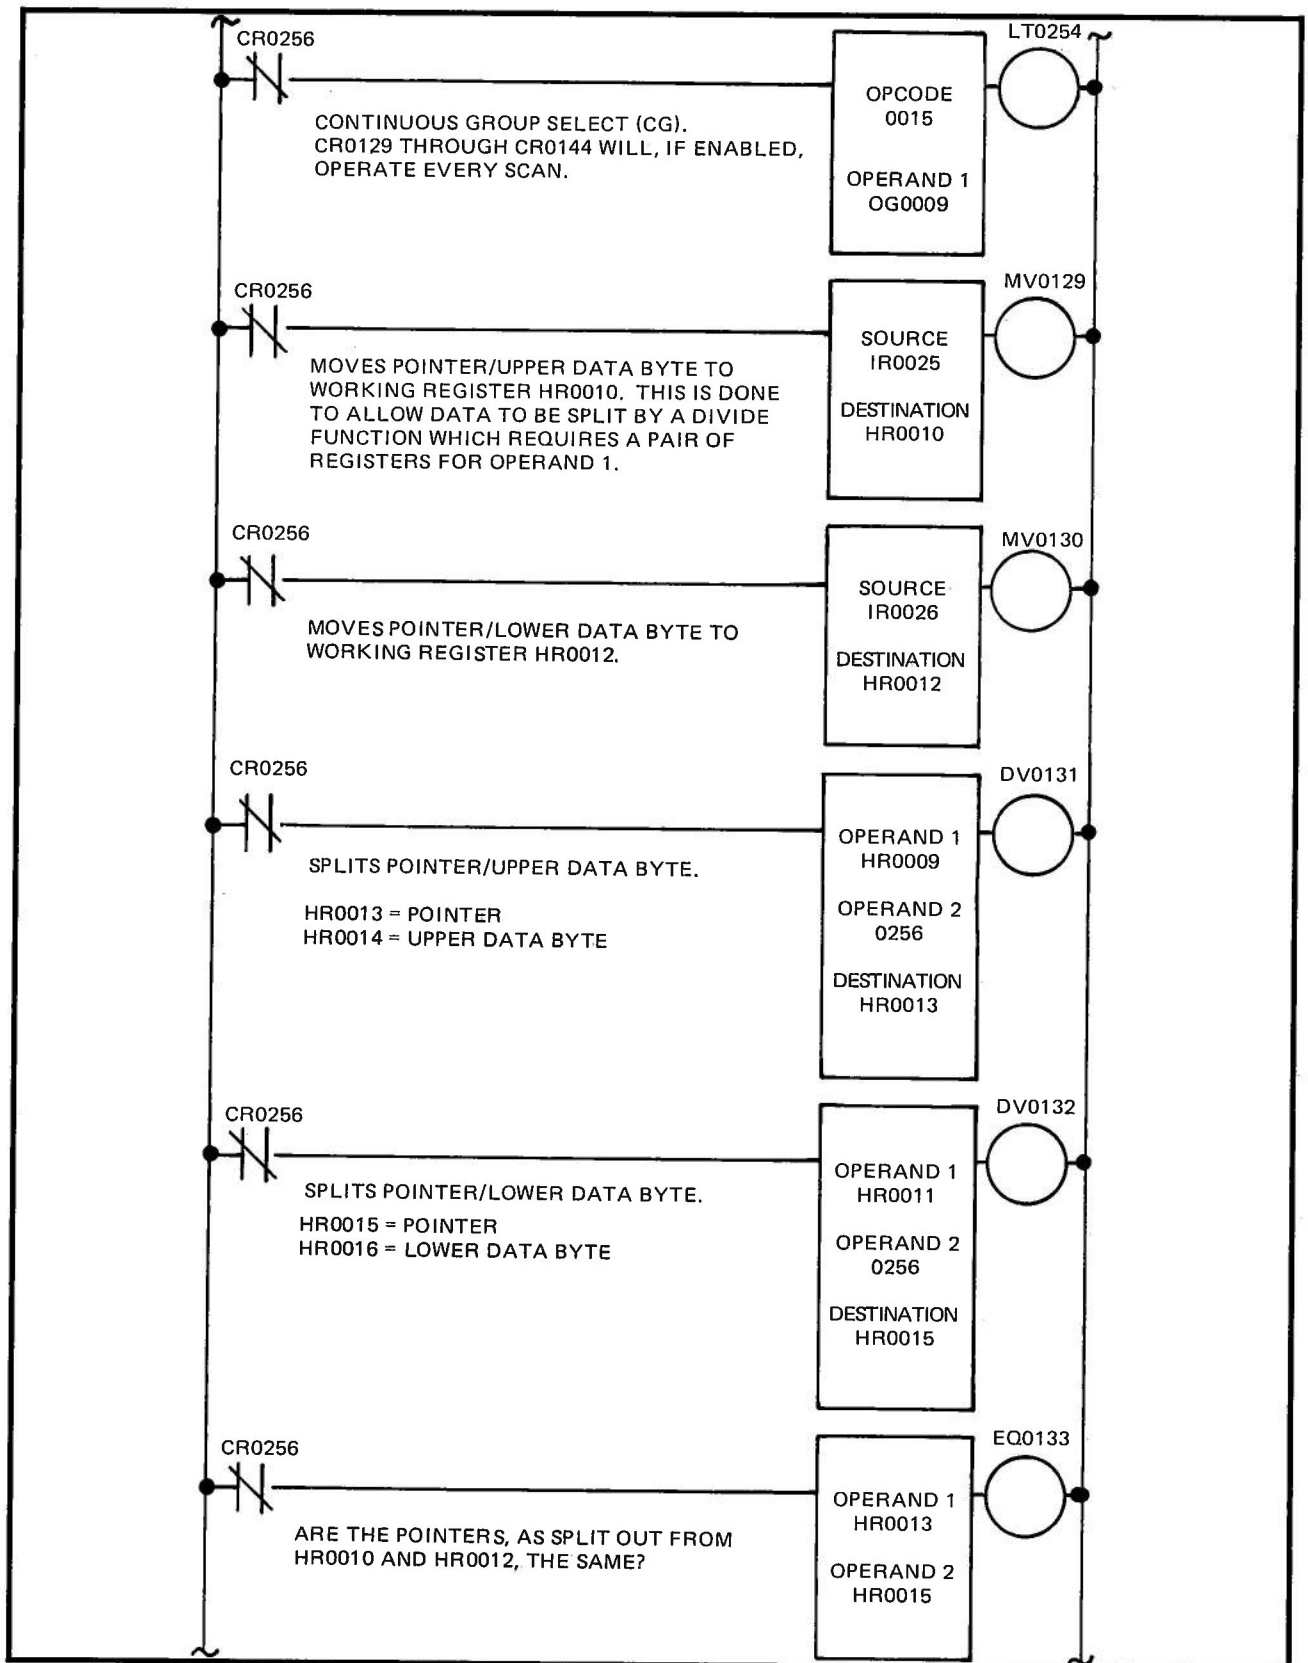 CR0256
LT0254
OPCODE
0015
OPERAND 1
OG0009
CONTINUOUS GROUP SELECT (CG).
CR0129 THROUGH CR0144 WILL, IF ENABLED,
OPERATE EVERY SCAN.
CR0256
MV0129
SOURCE
IR0025
DESTINATION
HR0010
MOVES POINTER/UPPER DATA BYTE TO
WORKING REGISTER HR0010. THIS IS DONE
TO ALLOW DATA TO BE SPLIT BY A DIVIDE
FUNCTION WHICH REQUIRES A PAIR OF
REGISTERS FOR OPERAND 1.
CR0256
MV0130
SOURCE
IR0026
DESTINATION
HR0012
MOVES POINTER/LOWER DATA BYTE TO
WORKING REGISTER HR0012.
CR0256
DV0131
OPERAND 1
HR0009
OPERAND 2
0256
DESTINATION
HR0013
SPLITS POINTER/UPPER DATA BYTE.
HR0013 = POINTER
HR0014 = UPPER DATA BYTE
CR0256
DV0132
OPERAND 1
HR0011
OPERAND 2
0256
DESTINATION
HR0015
SPLITS POINTER/LOWER DATA BYTE.
HR0015 = POINTER
HR0016 = LOWER DATA BYTE
CR0256
EQ0133
OPERAND 1
HR0013
OPERAND 2
HR0015
ARE THE POINTERS, AS SPLIT OUT FROM
HR0010 AND HR0012, THE SAME?